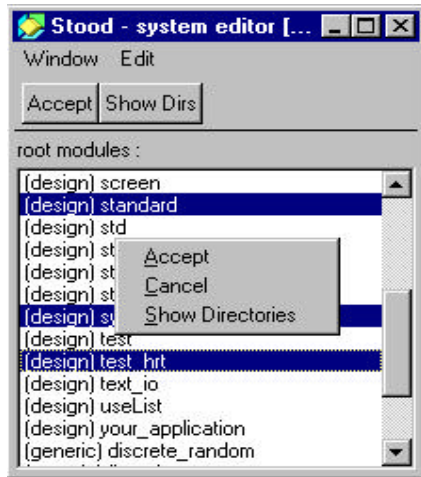 Stood - system editor [...
Window Edit
Accept Show Dirs
root modules :
(design) screen
(design) standard
(design) std
(design) st
(design) st
(design) st
(design) sy
Accept
Cancel
Show Directories
(design) test
(design) test_hrt
(design) text_io
(design) useList
(design) your_application
(generic) discrete_random